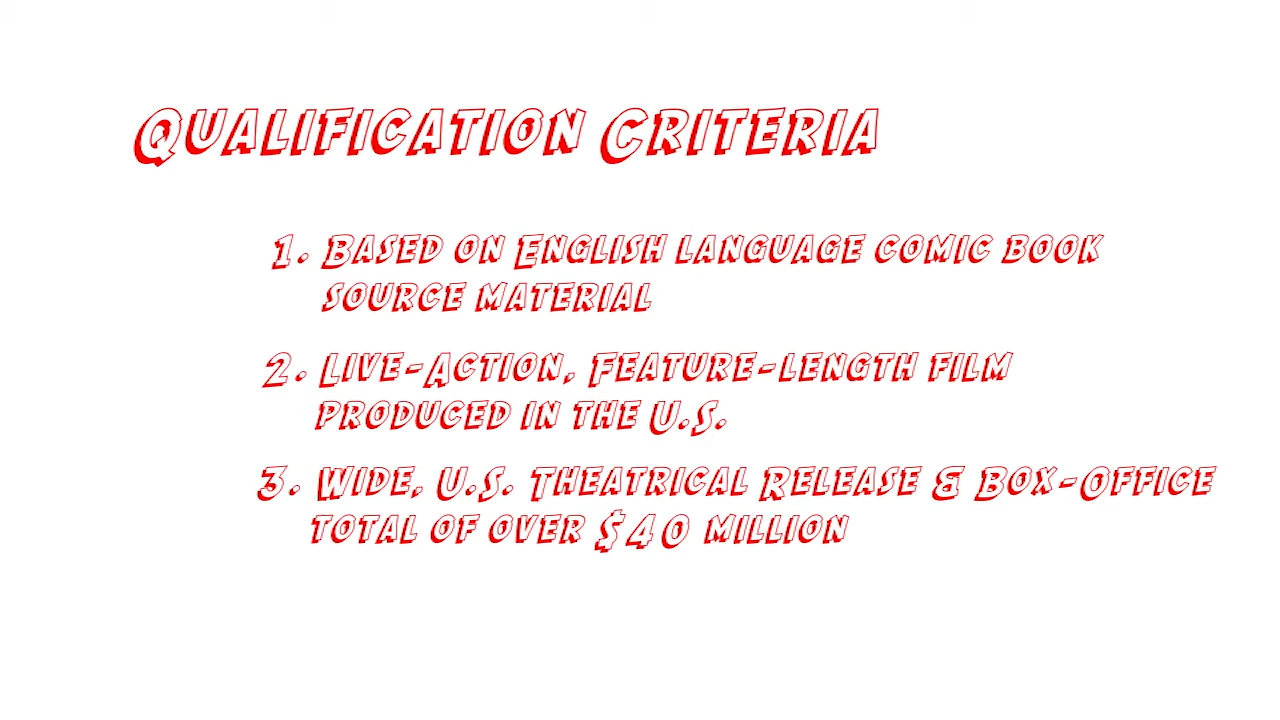 Qualification Criteria
1. Based on English language comic book
source material
2. Live-Action, Feature-length film
produced in the U.S.
3. Wide, U.S. Theatrical Release & Box-Office
total of over $40 million